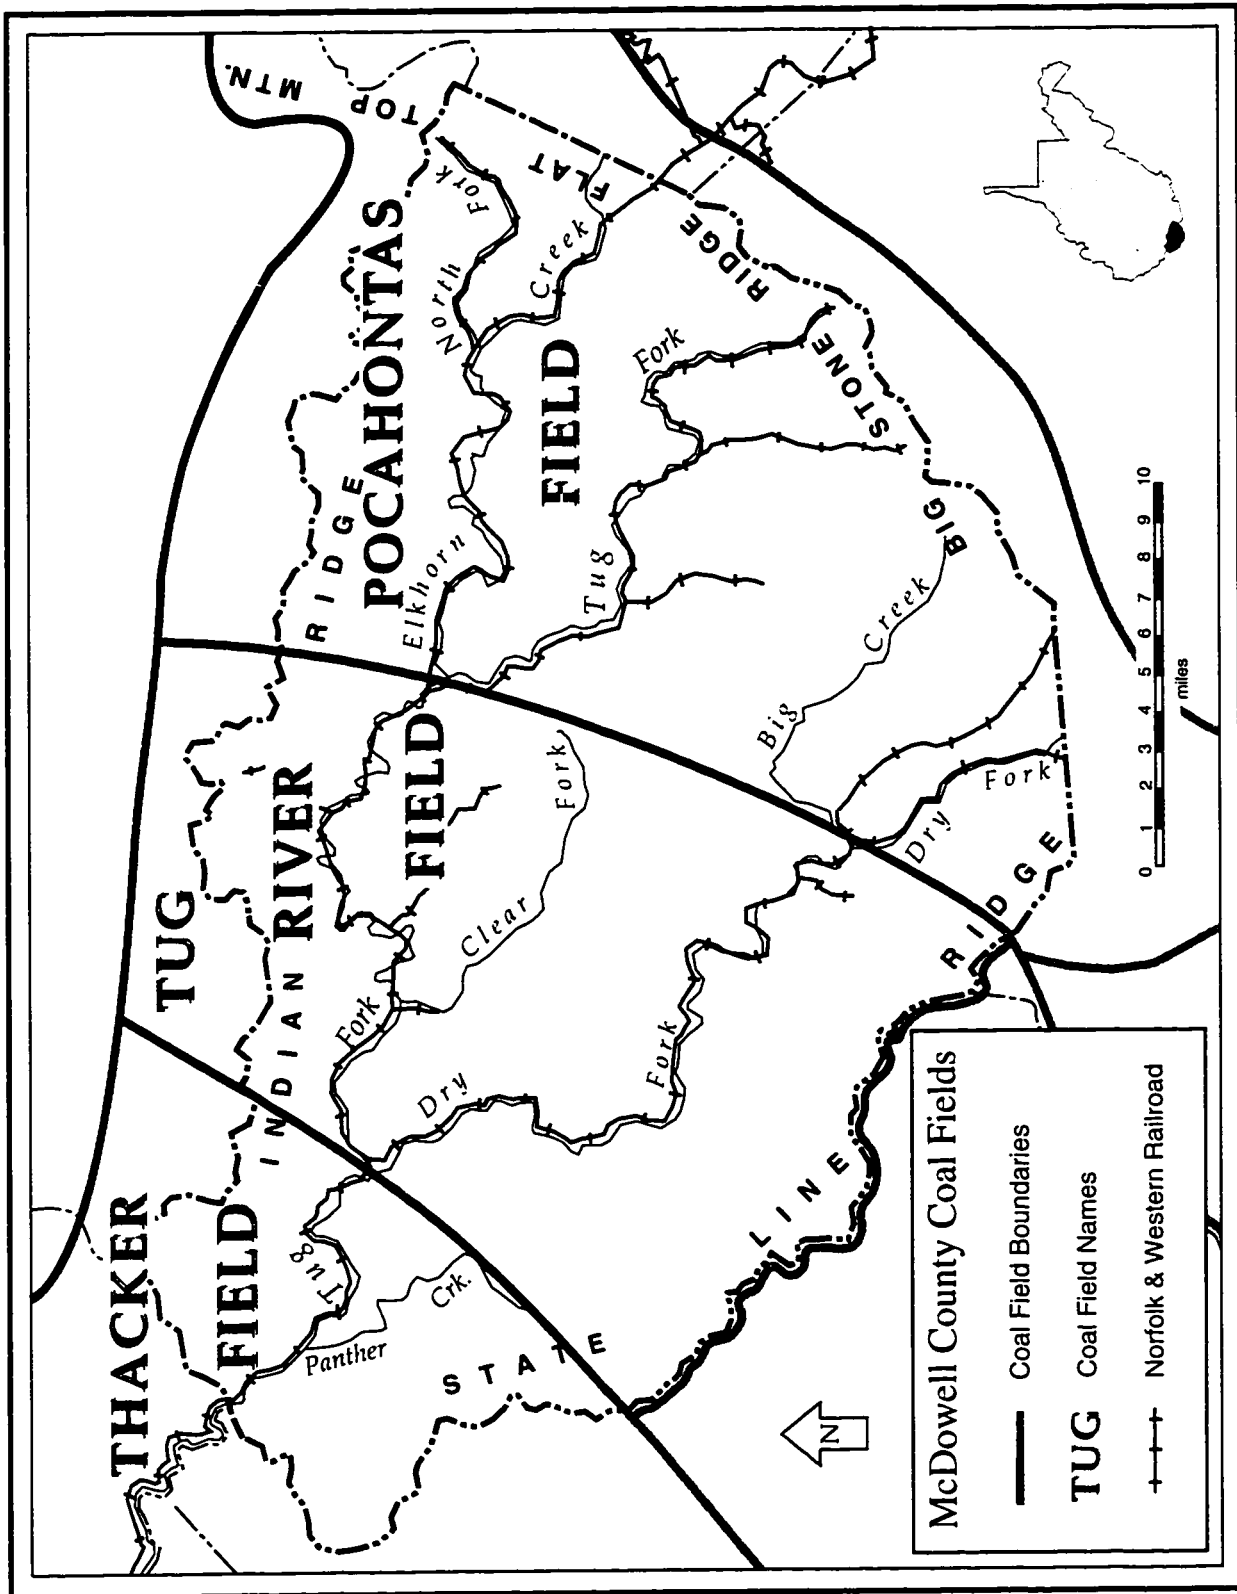 THACKER
FIELD
TUG
RIVER
FIELD
POCAHONTAS
FIELD
INDIAN RIDGE
FLAT TOP MTN.
BIG STONE RIDGE
STATE LINE RIDGE
Tug Fork
Panther Crk.
Dry Fork
Clear Fork
Elkhorn Creek
North Fork
Tug Fork
Big Creek
Dry Fork
N
McDowell County Coal Fields
Coal Field Boundaries
TUG Coal Field Names
Norfolk & Western Railroad
0 1 2 3 4 5 6 7 8 9 10
miles